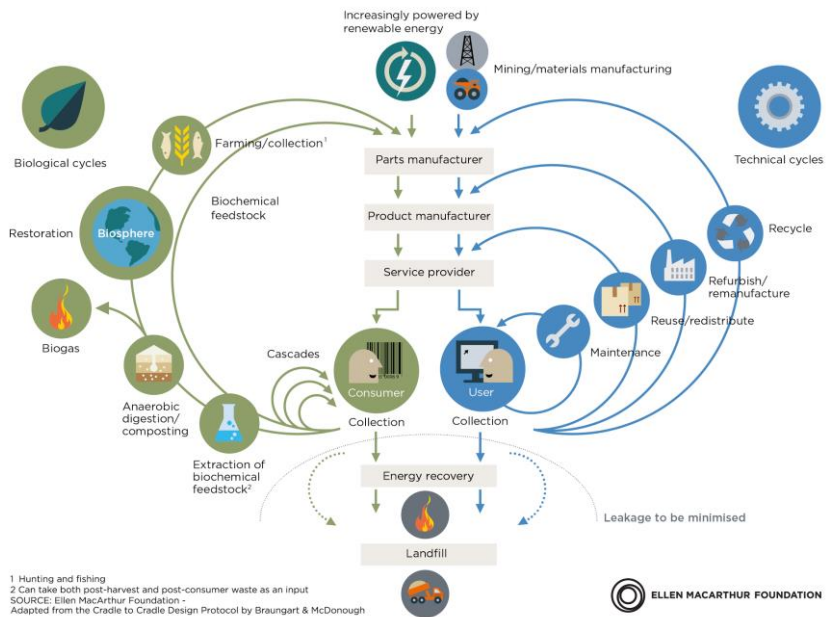 Increasingly powered by
renewable energy
Mining/materials manufacturing
Biological cycles
Farming/collection¹
Technical cycles
Parts manufacturer
Biochemical
feedstock
Product manufacturer
Restoration
Biosphere
Recycle
Service provider
Refurbish/
remanufacture
Reuse/redistribute
Biogas
Cascades
Maintenance
Consumer
User
Anaerobic
digestion/
composting
Collection
Collection
Extraction of
biochemical
feedstock²
Energy recovery
Leakage to be minimised
Landfill
1 Hunting and fishing
2 Can take both post-harvest and post-consumer waste as an input
SOURCE: Ellen MacArthur Foundation -
Adapted from the Cradle to Cradle Design Protocol by Braungart & McDonough
ELLEN MACARTHUR FOUNDATION